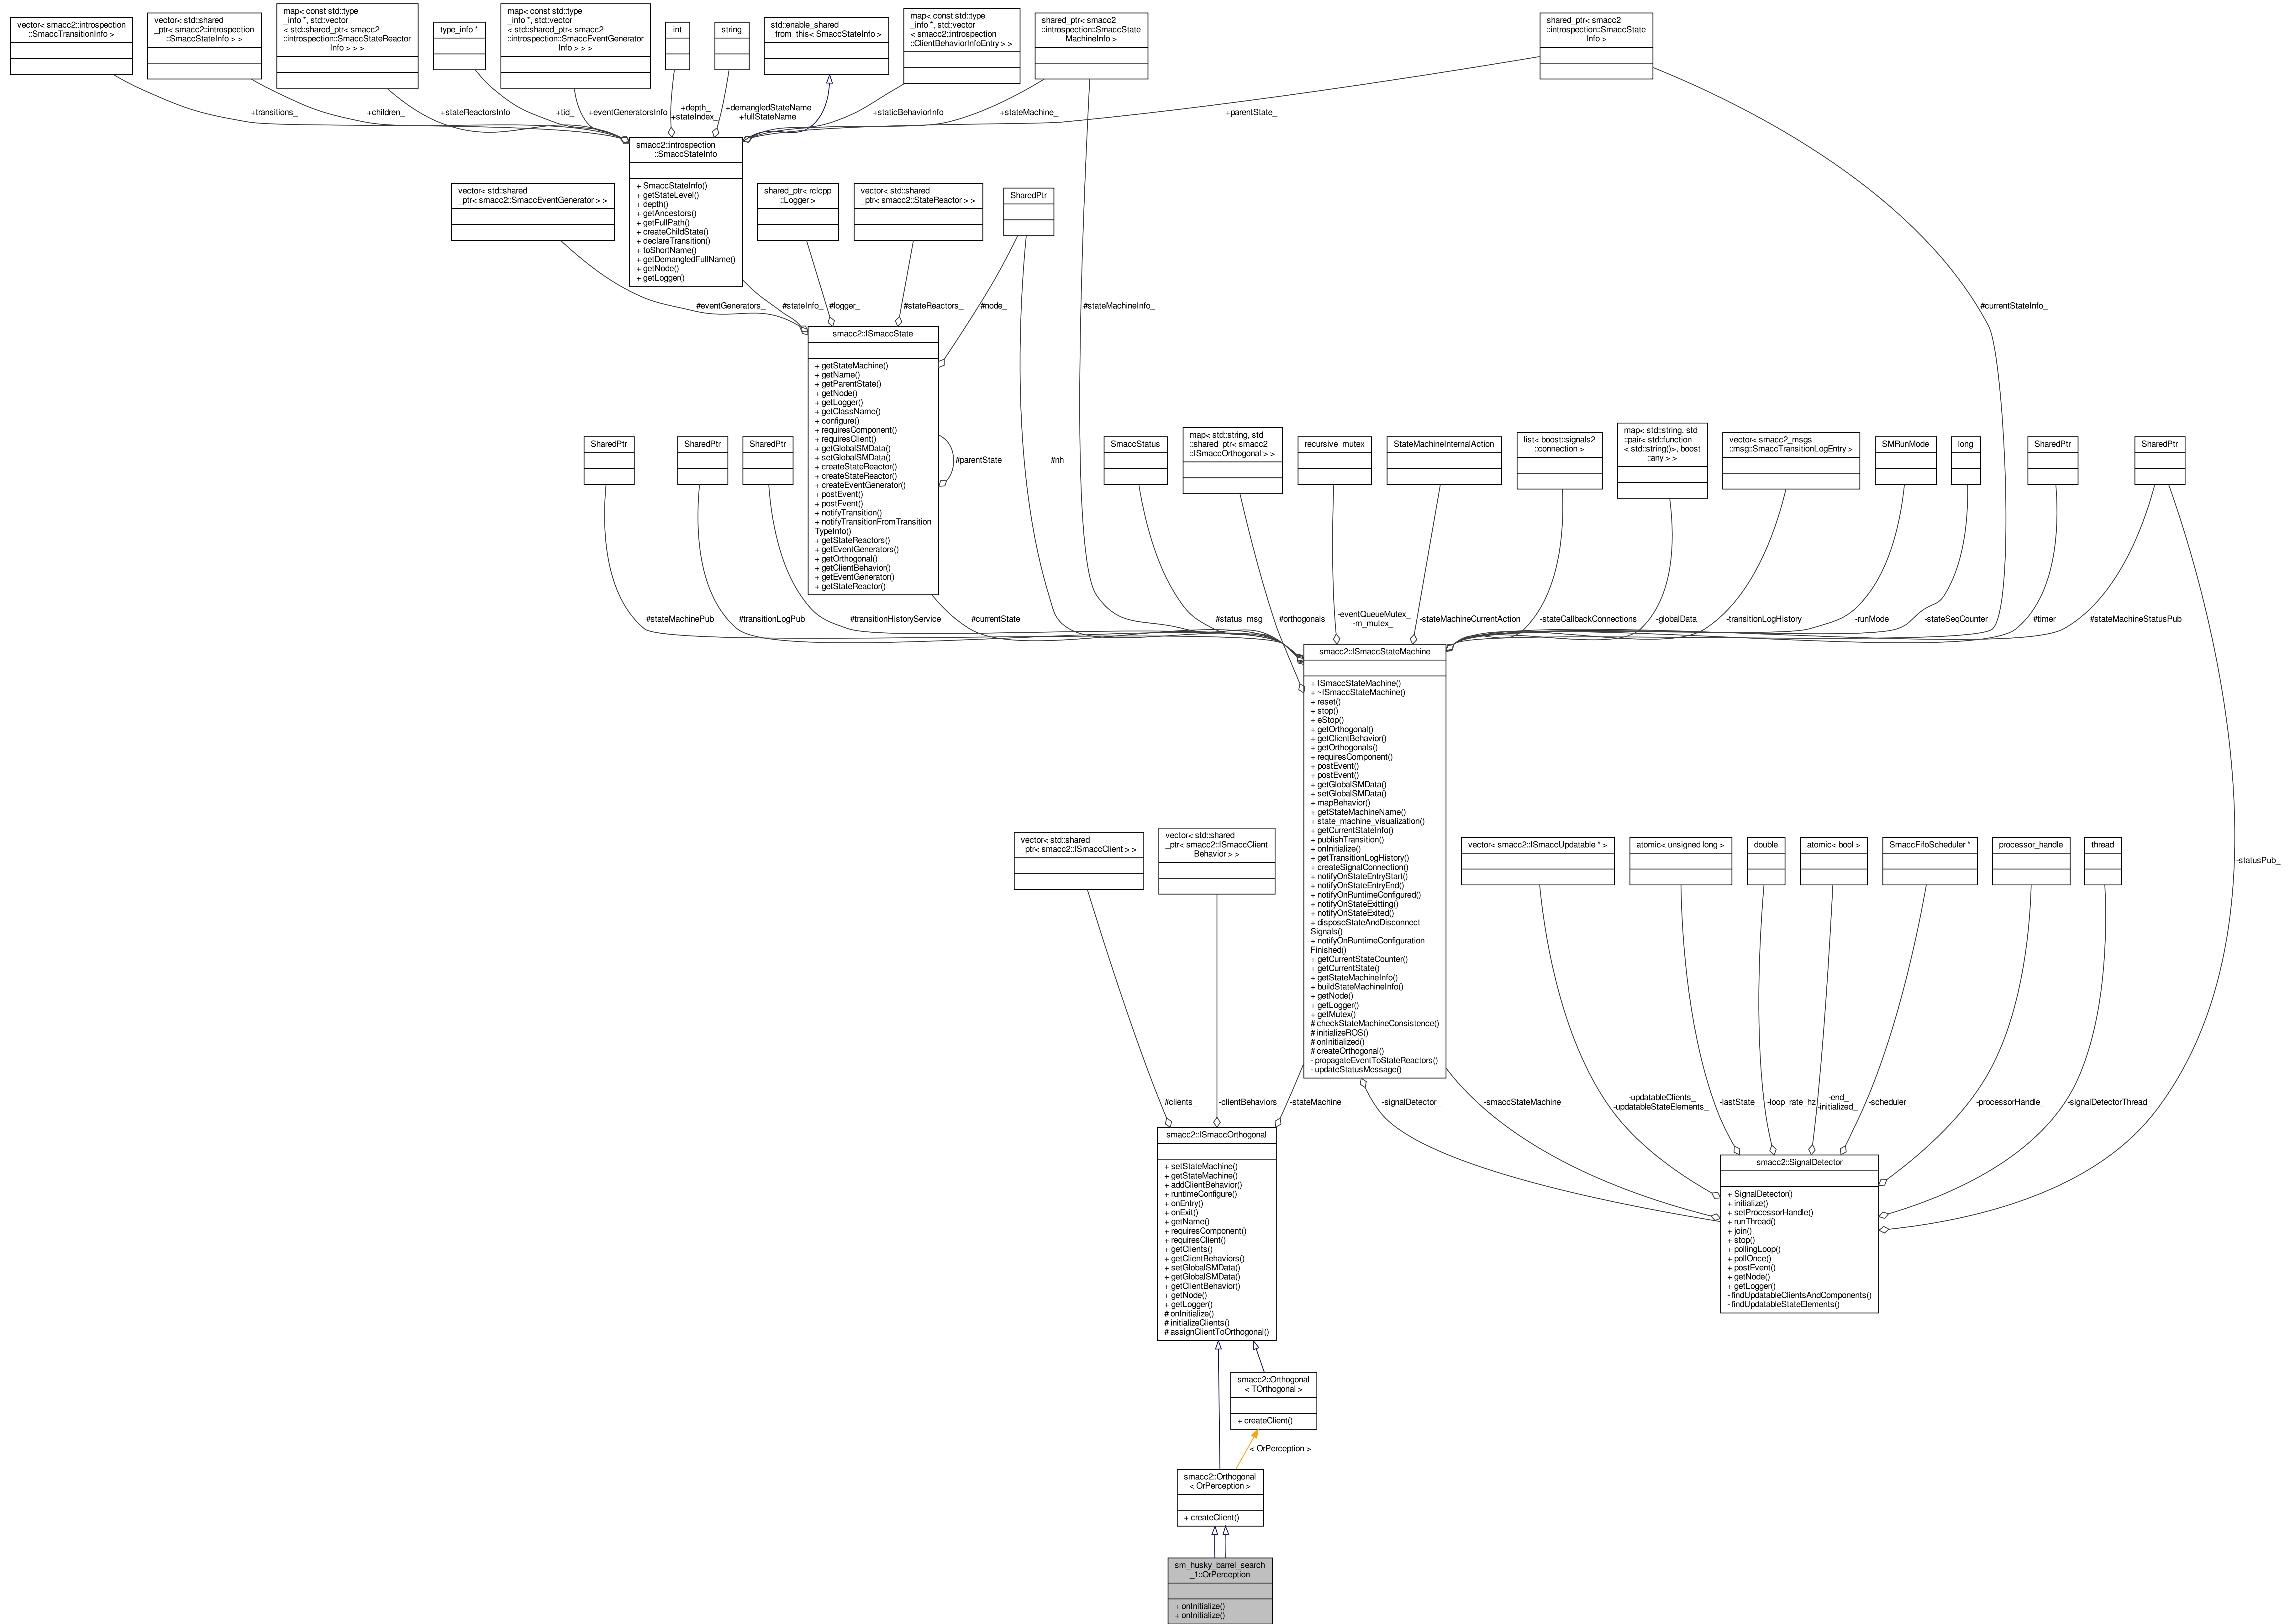 vector< smacc2::introspection
::SmaccTransitionInfo >
vector< std::shared
_ptr< smacc2::introspection
::SmaccStateInfo > >
map< const std::type
_info *, std::vector
< std::shared_ptr< smacc2
::introspection::SmaccStateReactor
Info > > >
type_info *
map< const std::type
_info *, std::vector
< std::shared_ptr< smacc2
::introspection::SmaccEventGenerator
Info > > >
int
string
std::enable_shared
_from_this< SmaccStateInfo >
map< const std::type
_info *, std::vector
< smacc2::introspection
::ClientBehaviorInfoEntry > >
shared_ptr< smacc2
::introspection::SmaccState
MachineInfo >
shared_ptr< smacc2
::introspection::SmaccState
Info >
+transitions_
+children_
+stateReactorsInfo
+tid_
+eventGeneratorsInfo
+depth_
+stateIndex_
+demangledStateName
+fullStateName
+staticBehaviorInfo
+stateMachine_
+parentState_
smacc2::introspection
::SmaccStateInfo
+ SmaccStateInfo()
+ getStateLevel()
+ depth()
+ getAncestors()
+ getFullPath()
+ createChildState()
+ declareTransition()
+ toShortName()
+ getDemangledFullName()
+ getNode()
+ getLogger()
vector< std::shared
_ptr< smacc2::SmaccEventGenerator > >
shared_ptr< rclcpp
::Logger >
vector< std::shared
_ptr< smacc2::StateReactor > >
SharedPtr
#eventGenerators_
#stateInfo_
#logger_
#stateReactors_
#node_
#stateMachineInfo_
#currentStateInfo_
smacc2::ISmaccState
+ getStateMachine()
+ getName()
+ getParentState()
+ getNode()
+ getLogger()
+ getClassName()
+ configure()
+ requiresComponent()
+ requiresClient()
+ getGlobalSMData()
+ setGlobalSMData()
+ createStateReactor()
+ createStateReactor()
+ createEventGenerator()
+ postEvent()
+ postEvent()
+ notifyTransition()
+ notifyTransitionFromTransition
TypeInfo()
+ getStateReactors()
+ getEventGenerators()
+ getOrthogonal()
+ getClientBehavior()
+ getEventGenerator()
+ getStateReactor()
#parentState_
#nh_
SharedPtr
SharedPtr
SharedPtr
SmaccStatus
map< std::string, std
::shared_ptr< smacc2
::ISmaccOrthogonal > >
recursive_mutex
StateMachineInternalAction
list< boost::signals2
::connection >
map< std::string, std
::pair< std::function
< std::string()>, boost
::any > >
vector< smacc2_msgs
::msg::SmaccTransitionLogEntry >
SMRunMode
long
SharedPtr
SharedPtr
#stateMachinePub_
#transitionLogPub_
#transitionHistoryService_
#currentState_
#status_msg_
#orthogonals_
-eventQueueMutex_
-m_mutex_
-stateMachineCurrentAction
-stateCallbackConnections
-globalData_
-transitionLogHistory_
-runMode_
-stateSeqCounter_
#timer_
#stateMachineStatusPub_
smacc2::ISmaccStateMachine
+ ISmaccStateMachine()
+ ~ISmaccStateMachine()
+ reset()
+ stop()
+ eStop()
+ getOrthogonal()
+ getClientBehavior()
+ getOrthogonals()
+ requiresComponent()
+ postEvent()
+ postEvent()
+ getGlobalSMData()
+ setGlobalSMData()
+ mapBehavior()
+ getStateMachineName()
+ state_machine_visualization()
+ getCurrentStateInfo()
+ publishTransition()
+ onInitialize()
+ getTransitionLogHistory()
+ createSignalConnection()
+ notifyOnStateEntryStart()
+ notifyOnStateEntryEnd()
+ notifyOnRuntimeConfigured()
+ notifyOnStateExitting()
+ notifyOnStateExited()
+ disposeStateAndDisconnect
Signals()
+ notifyOnRuntimeConfiguration
Finished()
+ getCurrentStateCounter()
+ getCurrentState()
+ getStateMachineInfo()
+ buildStateMachineInfo()
+ getNode()
+ getLogger()
+ getMutex()
# checkStateMachineConsistence()
# initializeROS()
# onInitialized()
# createOrthogonal()
- propagateEventToStateReactors()
- updateStatusMessage()
vector< std::shared
_ptr< smacc2::ISmaccClient > >
vector< std::shared
_ptr< smacc2::ISmaccClient
Behavior > >
vector< smacc2::ISmaccUpdatable * >
atomic< unsigned long >
double
atomic< bool >
SmaccFifoScheduler *
processor_handle
thread
-statusPub_
#clients_
-clientBehaviors_
-stateMachine_
-signalDetector_
-smaccStateMachine_
-updatableClients_
-updatableStateElements_
-lastState_
-loop_rate_hz
-end_
-initialized_
-scheduler_
-processorHandle_
-signalDetectorThread_
smacc2::ISmaccOrthogonal
+ setStateMachine()
+ getStateMachine()
+ addClientBehavior()
+ runtimeConfigure()
+ onEntry()
+ onExit()
+ getName()
+ requiresComponent()
+ requiresClient()
+ getClients()
+ getClientBehaviors()
+ setGlobalSMData()
+ getGlobalSMData()
+ getClientBehavior()
+ getNode()
+ getLogger()
# onInitialize()
# initializeClients()
# assignClientToOrthogonal()
smacc2::SignalDetector
+ SignalDetector()
+ initialize()
+ setProcessorHandle()
+ runThread()
+ join()
+ stop()
+ pollingLoop()
+ pollOnce()
+ postEvent()
+ getNode()
+ getLogger()
- findUpdatableClientsAndComponents()
- findUpdatableStateElements()
smacc2::Orthogonal
< TOrthogonal >
+ createClient()
< OrPerception >
smacc2::Orthogonal
< OrPerception >
+ createClient()
sm_husky_barrel_search
_1::OrPerception
+ onInitialize()
+ onInitialize()